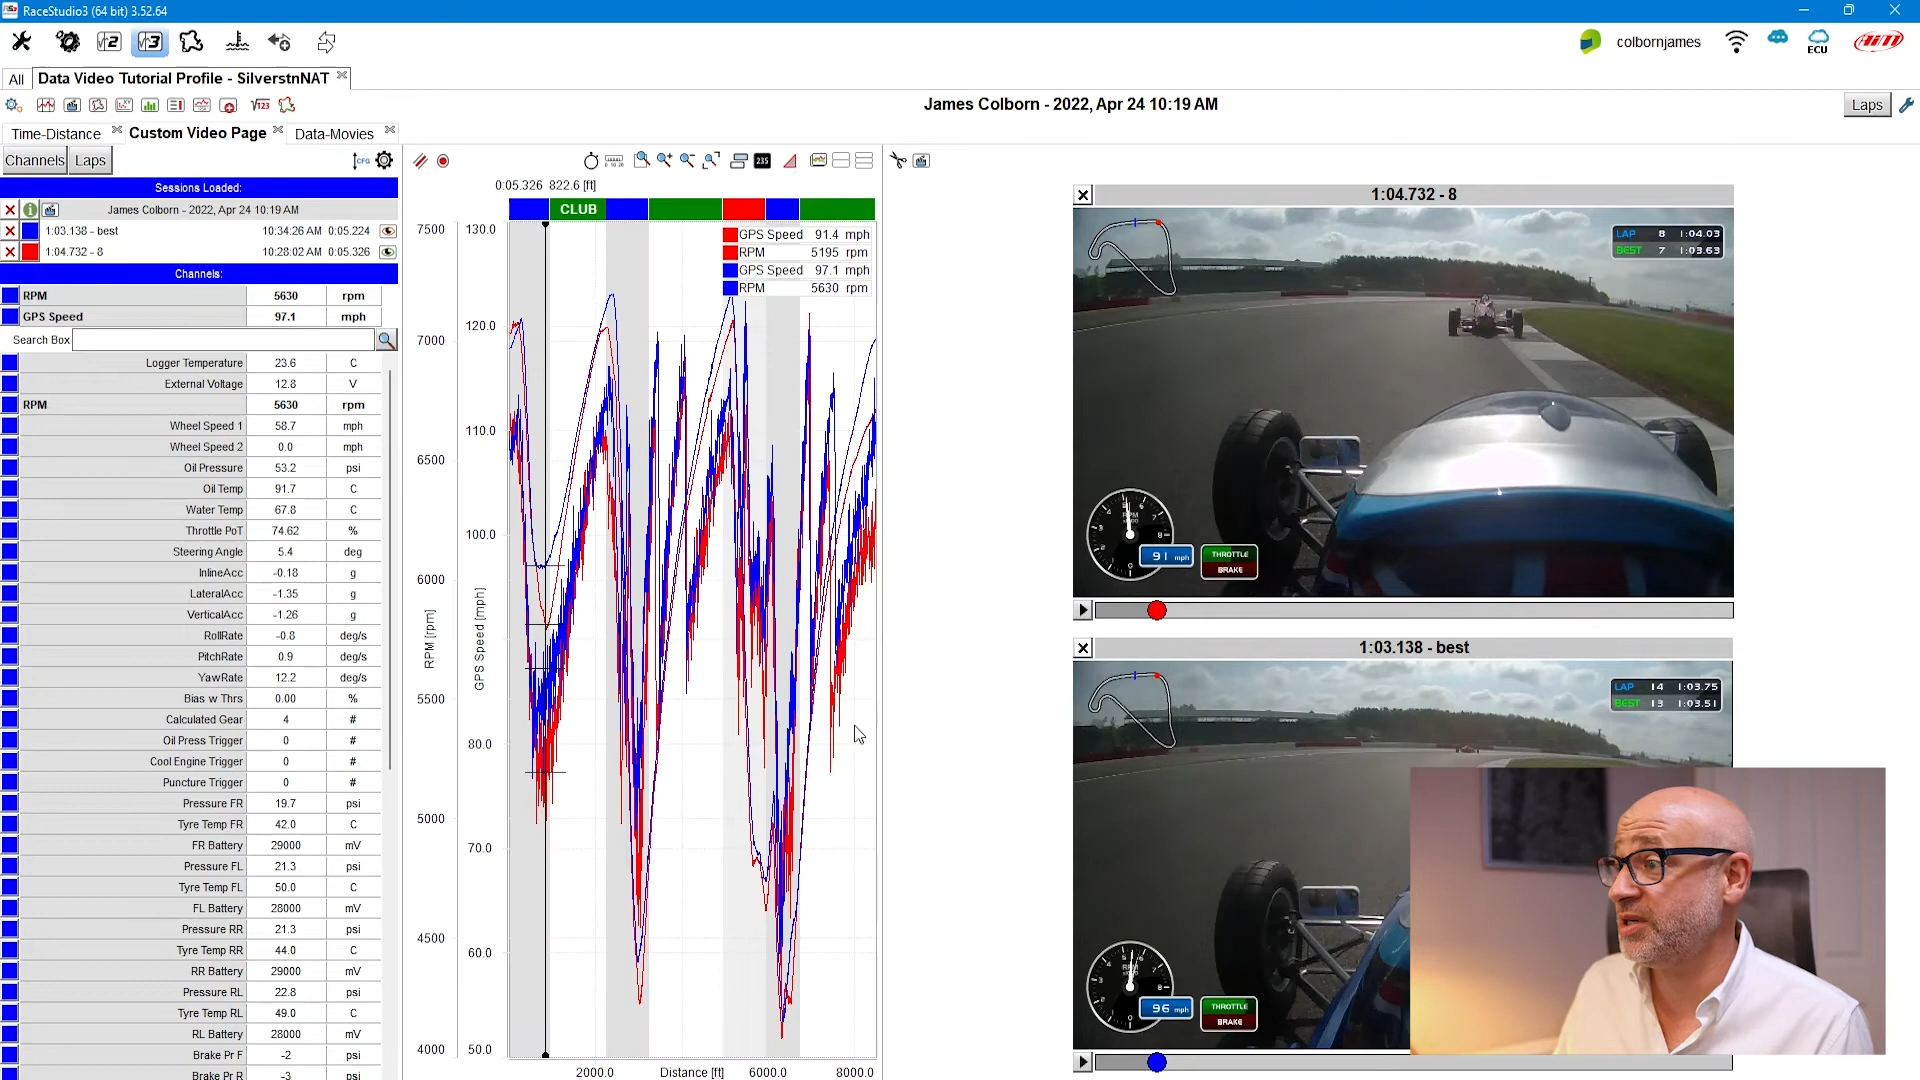 RaceStudio3 (64 bit) 3.52.64
colbornjames
ECU
AiM
All
Data Video Tutorial Profile - SilverstnNAT
James Colborn - 2022, Apr 24 10:19 AM
Laps
Time-Distance
Custom Video Page
Data-Movies
Channels
Laps
CFG
Sessions Loaded:
James Colborn - 2022, Apr 24 10:19 AM
1:03.138 - best 10:34:26 AM 0:05.224
1:04.732 - 8 10:28:02 AM 0:05.326
Channels:
RPM 5630 rpm
GPS Speed 97.1 mph
Search Box
Logger Temperature 23.6 C
External Voltage 12.8 V
RPM 5630 rpm
Wheel Speed 1 58.7 mph
Wheel Speed 2 0.0 mph
Oil Pressure 53.2 psi
Oil Temp 91.7 C
Water Temp 67.8 C
Throttle PoT 74.62 %
Steering Angle 5.4 deg
InlineAcc -0.18 g
LateralAcc -1.35 g
VerticalAcc -1.26 g
RollRate -0.8 deg/s
PitchRate 0.9 deg/s
YawRate 12.2 deg/s
Bias w Thrs 0.00 %
Calculated Gear 4 #
Oil Press Trigger 0 #
Cool Engine Trigger 0 #
Puncture Trigger 0 #
Pressure FR 19.7 psi
Tyre Temp FR 42.0 C
FR Battery 29000 mV
Pressure FL 21.3 psi
Tyre Temp FL 50.0 C
FL Battery 28000 mV
Pressure RR 21.3 psi
Tyre Temp RR 44.0 C
RR Battery 29000 mV
Pressure RL 22.8 psi
Tyre Temp RL 49.0 C
RL Battery 28000 mV
Brake Pr F -2 psi
Brake Pr R -3 psi
235
0:05.326 822.6 [ft]
CLUB
GPS Speed 91.4 mph
RPM 5195 rpm
GPS Speed 97.1 mph
RPM 5630 rpm
7500
7000
6500
6000
5500
5000
4500
4000
RPM [rpm]
130.0
120.0
110.0
100.0
80.0
70.0
60.0
50.0
GPS Speed [mph]
2000.0 Distance [ft] 6000.0 8000.0
1:04.732 - 8
LAP 8 1:04.03
BEST 7 1:03.63
RPM
91 mph
THROTTLE
BRAKE
1:03.138 - best
LAP 14 1:03.75
BEST 13 1:03.51
RPM
96 mph
THROTTLE
BRAKE